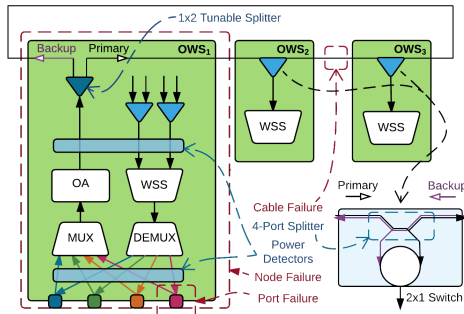 1x2 Tunable Splitter
Backup Primary OWS1 OWS2 OWS3
WSS WSS
OA WSS
Primary Backup
Cable Failure
4-Port Splitter
MUX DEMUX
Power
Detectors
Node Failure
Port Failure
2x1 Switch